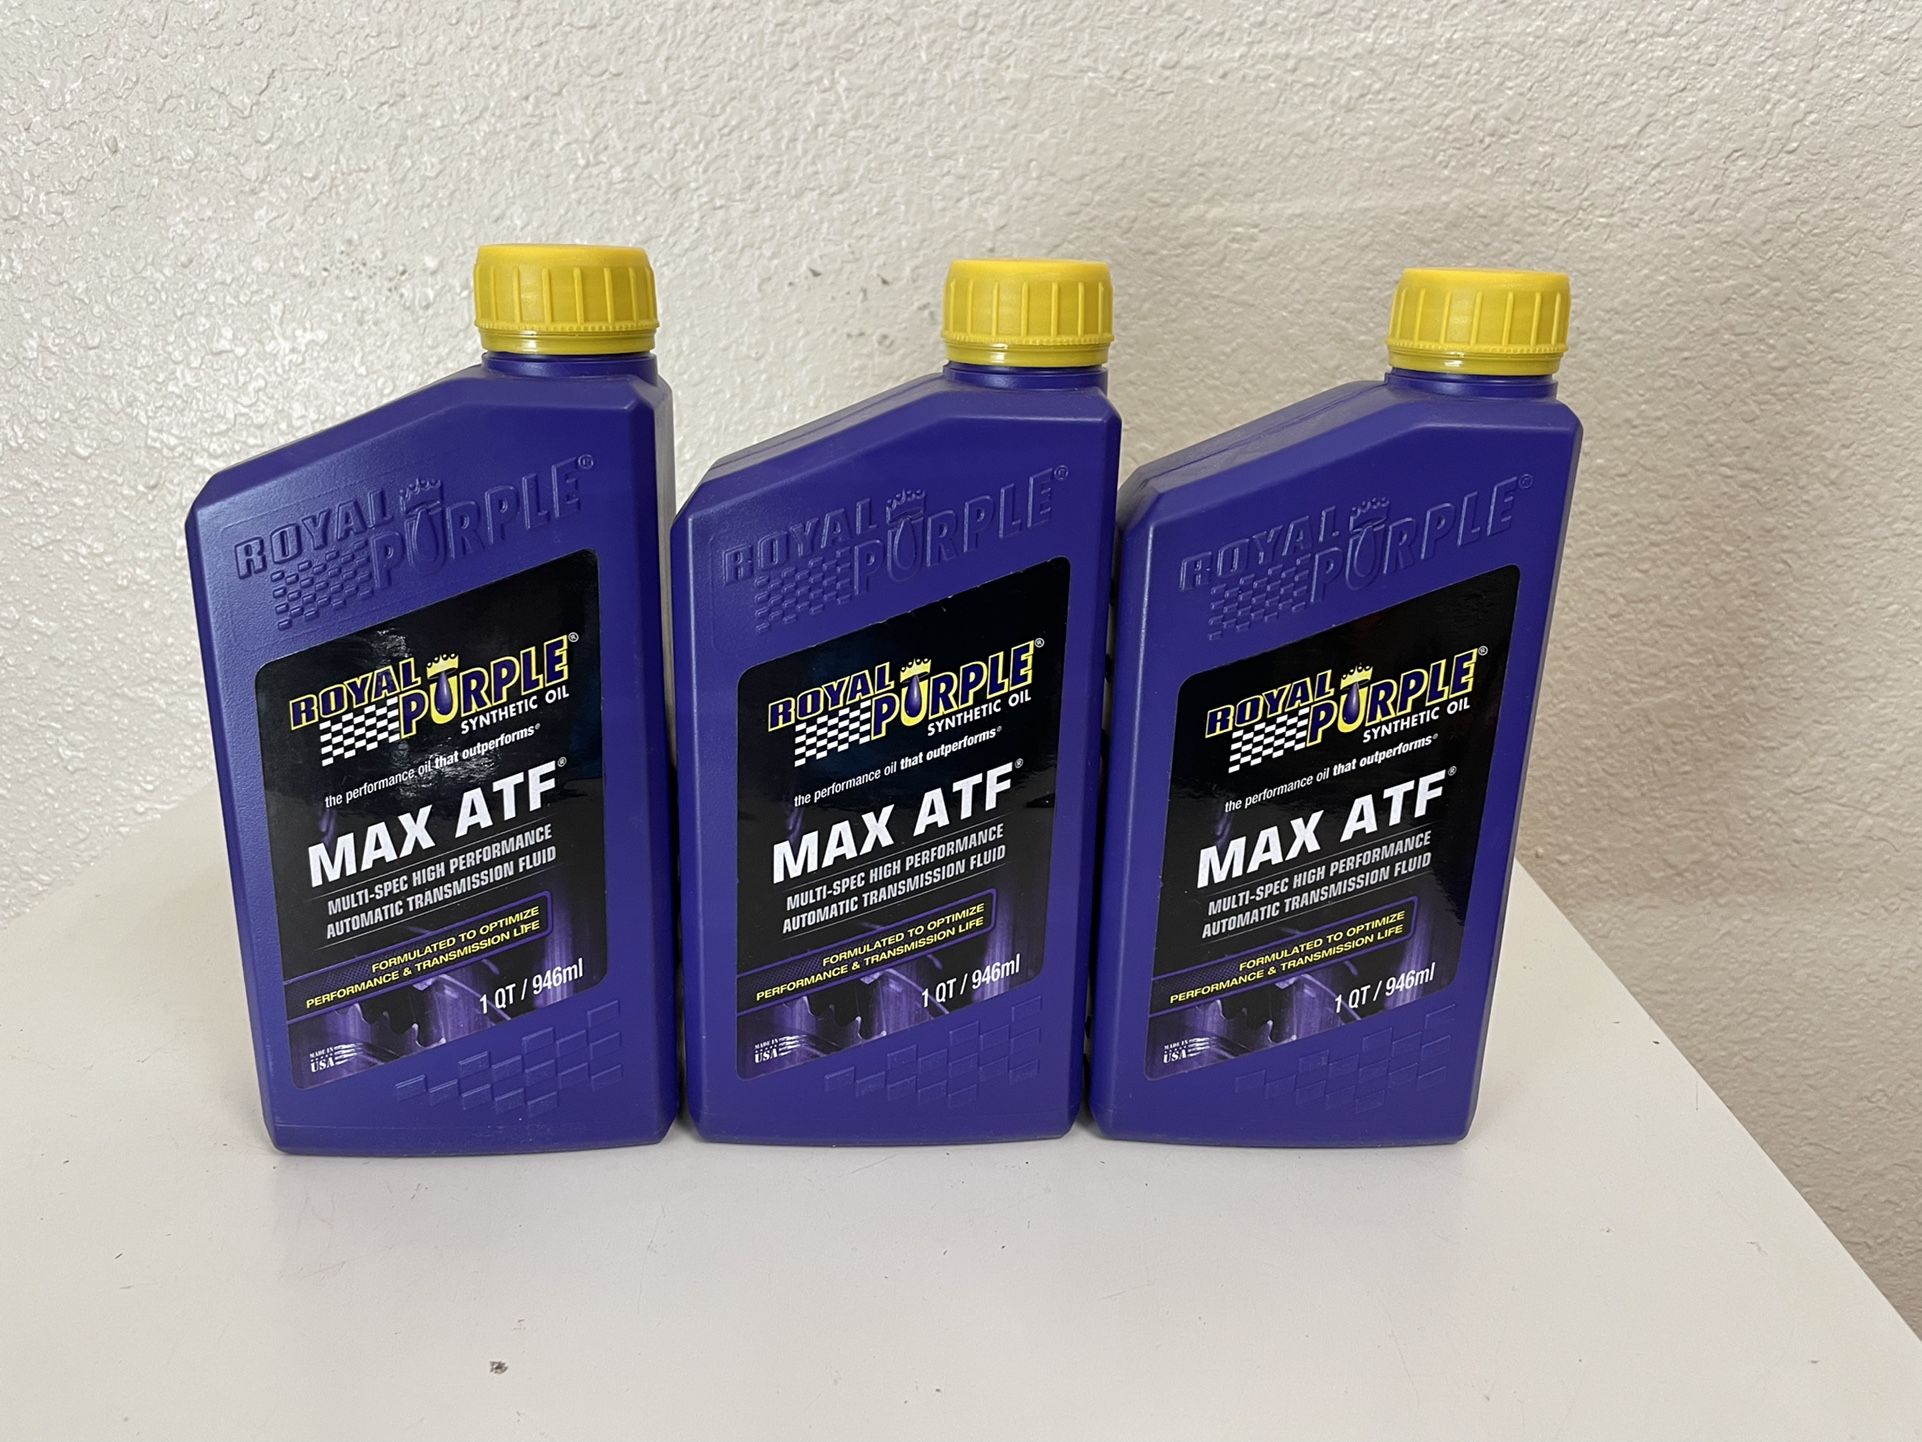 ROYAL PURPLE®
ROYAL PURPLE®
SYNTHETIC OIL
the performance oil that outperforms®
MAX ATF®
MULTI-SPEC HIGH PERFORMANCE
AUTOMATIC TRANSMISSION FLUID
FORMULATED TO OPTIMIZE
PERFORMANCE & TRANSMISSION LIFE
1 QT / 946ml
MADE IN
USA
ROYAL PURPLE®
ROYAL PURPLE®
SYNTHETIC OIL
the performance oil that outperforms®
MAX ATF®
MULTI-SPEC HIGH PERFORMANCE
AUTOMATIC TRANSMISSION FLUID
FORMULATED TO OPTIMIZE
PERFORMANCE & TRANSMISSION LIFE
1 QT / 946ml
MADE IN
USA
ROYAL PURPLE®
ROYAL PURPLE®
SYNTHETIC OIL
the performance oil that outperforms®
MAX ATF®
MULTI-SPEC HIGH PERFORMANCE
AUTOMATIC TRANSMISSION FLUID
FORMULATED TO OPTIMIZE
PERFORMANCE & TRANSMISSION LIFE
1 QT / 946ml
MADE IN
USA